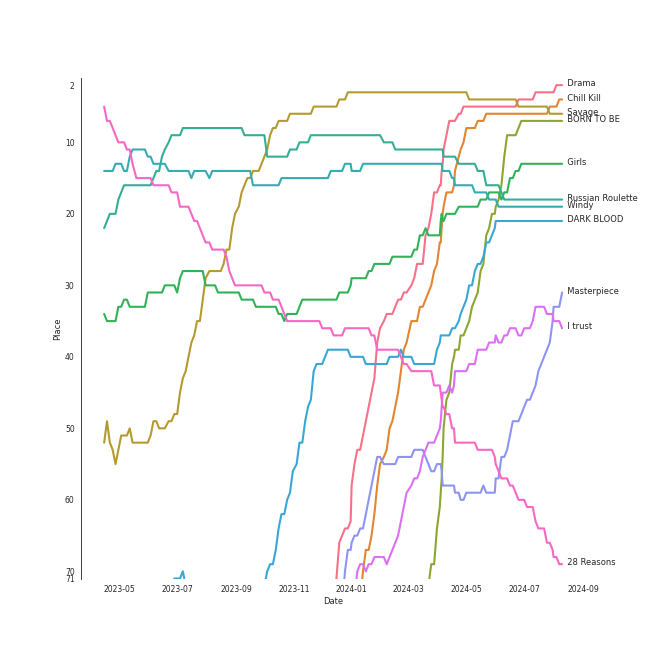 Place
2
10
20
30
40
50
60
70
71
Drama
Chill Kill
Savage
BORN TO BE
Girls
Russian Roulette
Windy
DARK BLOOD
Masterpiece
I trust
28 Reasons
2023-05
2023-07
2023-09
2023-11
2024-01
2024-03
2024-05
2024-07
2024-09
Date